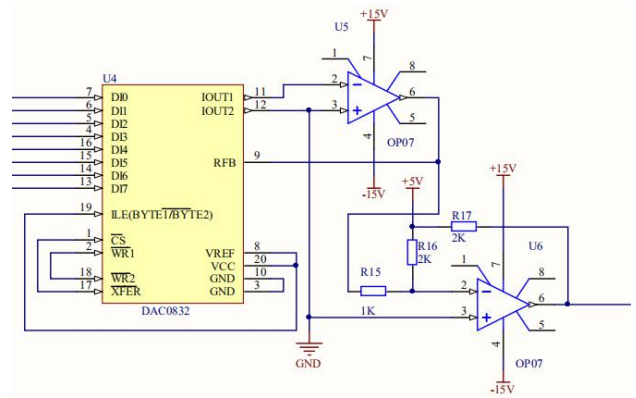 U5
+15V
1
7
8
2
6
3
5
4
OP07
-15V
U4
7 DI0
6 DI1
5 DI2
4 DI3
16 DI4
15 DI5
14 DI6
13 DI7
19 ILE(BYTE1/BYTE2)
1 CS
2 WR1
18 WR2
17 XFER
IOUT1 11
IOUT2 12
RFB 9
VREF 8
VCC 20
GND 10
GND 3
DAC0832
+5V
R17
2K
R16
2K
R15
1K
GND
+15V
U6
1
7
8
2
6
3
5
4
OP07
-15V